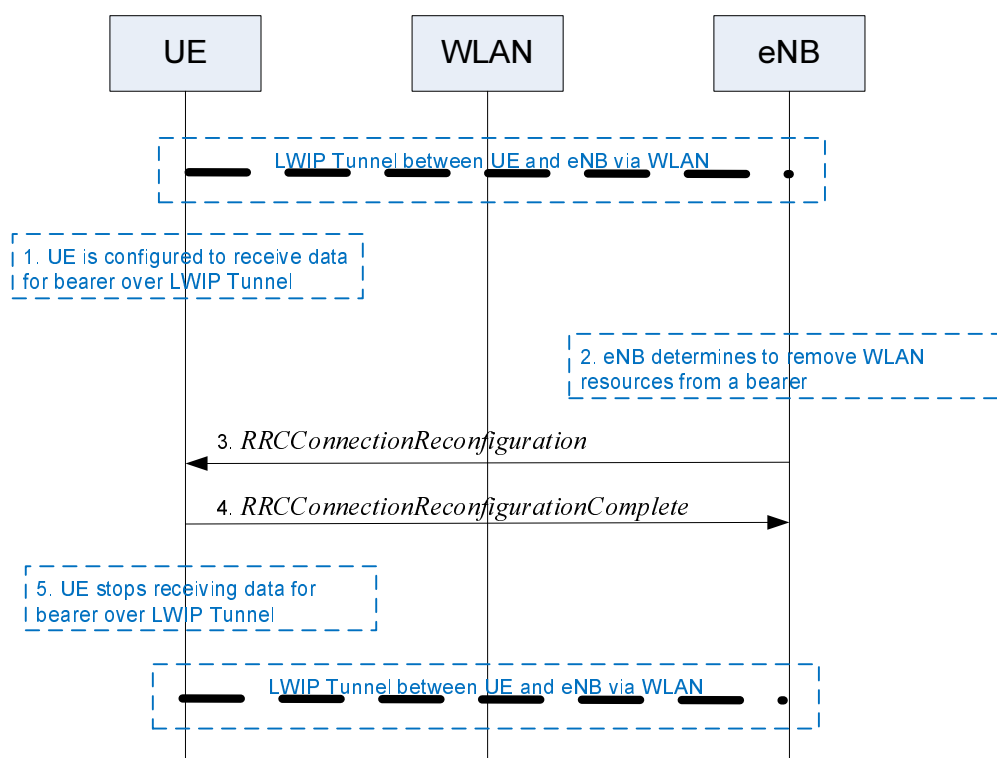 UE
WLAN
eNB
LWIP Tunnel between UE and eNB via WLAN
1. UE is configured to receive data
for bearer over LWIP Tunnel
2. eNB determines to remove WLAN
resources from a bearer
3. RRCConnectionReconfiguration
4. RRCConnectionReconfigurationComplete
5. UE stops receiving data for
bearer over LWIP Tunnel
LWIP Tunnel between UE and eNB via WLAN